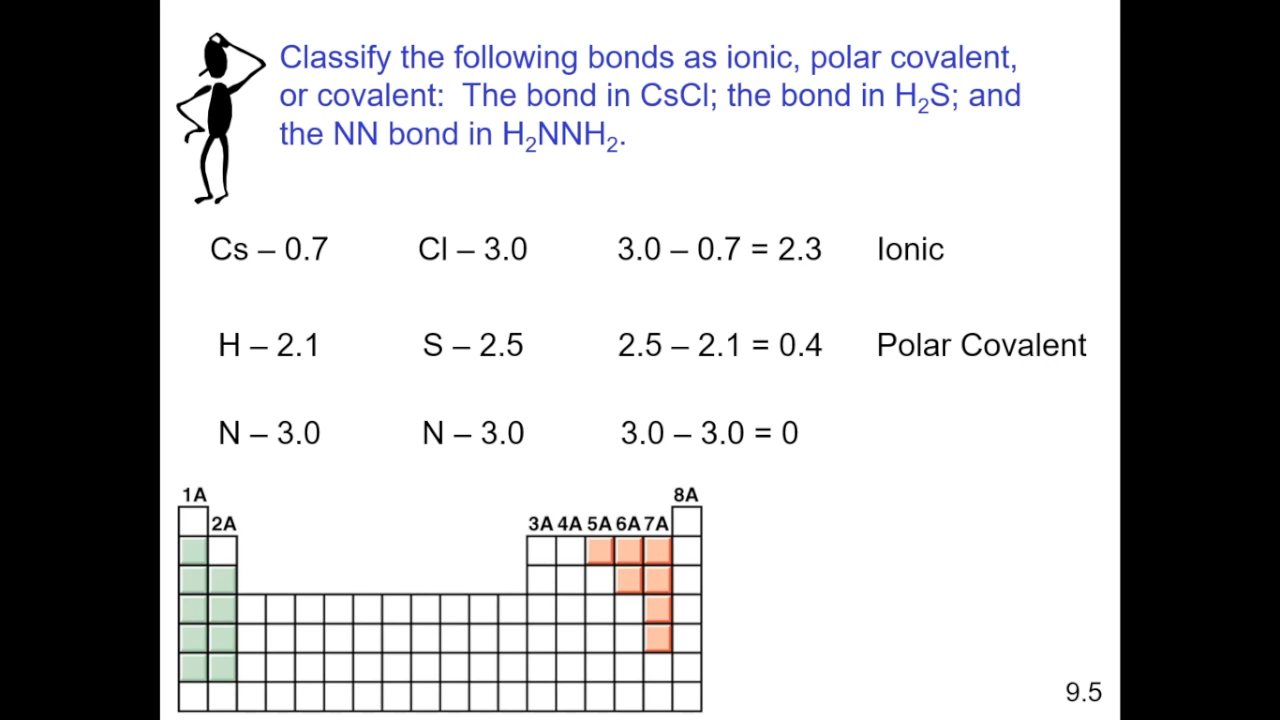 Classify the following bonds as ionic, polar covalent,
or covalent: The bond in CsCl; the bond in H₂S; and
the NN bond in H₂NNH₂.
Cs – 0.7 Cl – 3.0 3.0 – 0.7 = 2.3 Ionic
H – 2.1 S – 2.5 2.5 – 2.1 = 0.4 Polar Covalent
N – 3.0 N – 3.0 3.0 – 3.0 = 0
1A 8A
2A 3A 4A 5A 6A 7A
9.5